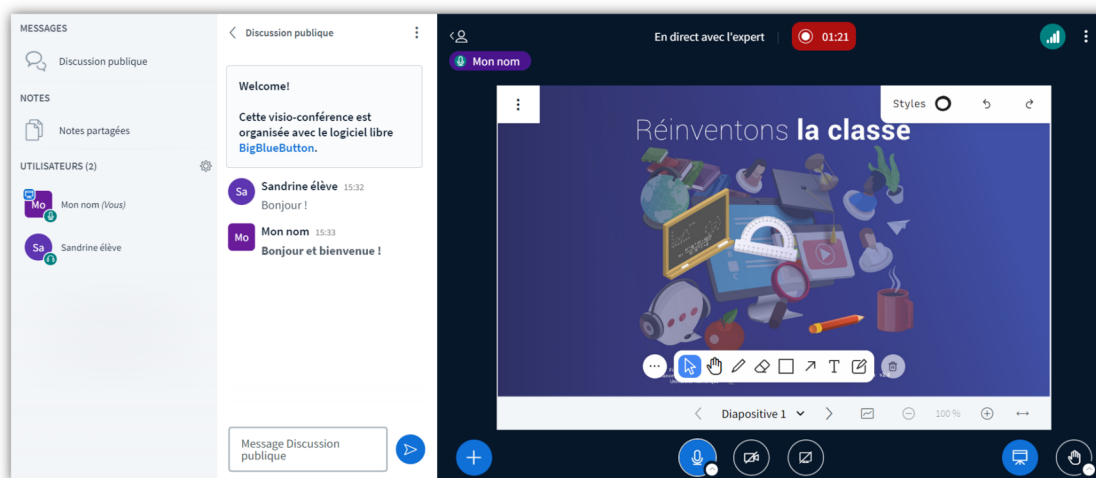 MESSAGES
Discussion publique
NOTES
Notes partagées
UTILISATEURS (2)
Mo
Mon nom (Vous)
Sa
Sandrine élève
Discussion publique
Welcome!
Cette visio-conférence est
organisée avec le logiciel libre
BigBlueButton.
Sa
Sandrine élève 15:32
Bonjour !
Mo
Mon nom 15:33
Bonjour et bienvenue !
Message Discussion
publique
En direct avec l'expert
01:21
Mon nom
Styles
Réinventons la classe
T
Diapositive 1
100 %